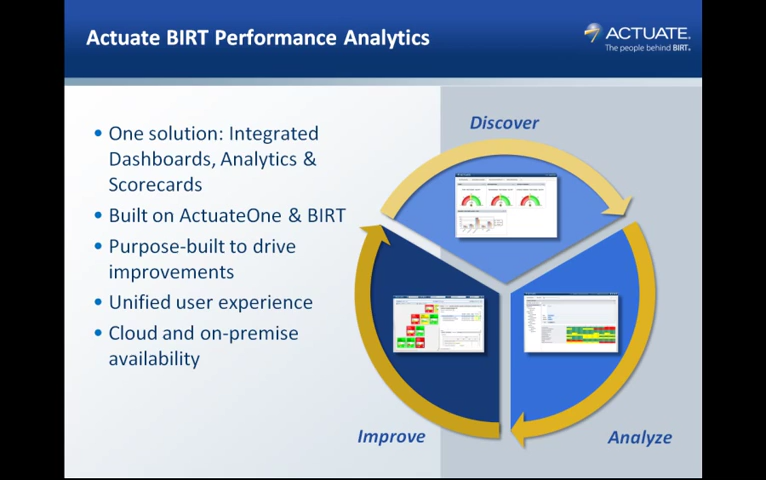 Actuate BIRT Performance Analytics
ACTUATE.
The people behind BIRT.
• One solution: Integrated
Dashboards, Analytics &
Scorecards
• Built on ActuateOne & BIRT
• Purpose-built to drive
improvements
• Unified user experience
• Cloud and on-premise
availability
Discover
Improve
Analyze